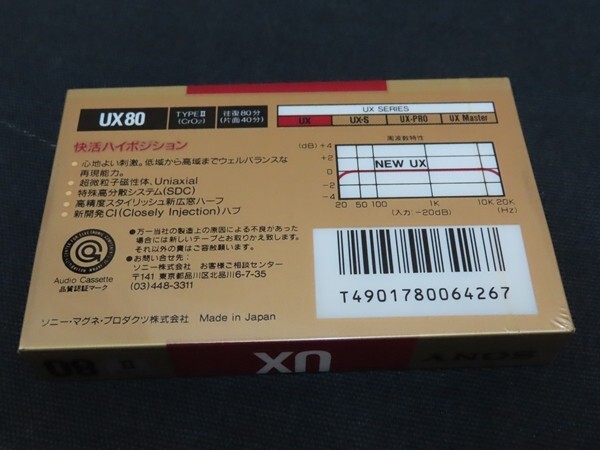 UX80
TYPE II
(CrO₂)
往復80分
(片面40分)
UX SERIES
UX UX-S UX-PRO UX Master
快活ハイポジション
●心地よい刺激。低域から高域までウェルバランスな
再現能力。
●超微粒子磁性体、Uniaxial
●特殊高分散システム(SDC)
●高精度スタイリッシュ新広窓ハーフ
●新開発CI(Closely Injection)ハブ
周波数特性
(dB) +4
+2
0
-2
-4
NEW UX
20 50 100 1K 10K 20K
(入力:-20dB) (Hz)
●万一当社の製造上の原因による不良があった
場合には新しいテープとお取りかえ致します。
それ以外の責はご容赦願います。
●お問い合せ先:
ソニー株式会社 お客様ご相談センター
〒141 東京都品川区北品川6-7-35
(03)448-3311
Audio Cassette
品質認証マーク
T4901780064267
ソニー・マグネ・プロダクツ株式会社 Made in Japan
80
II
UX
SONY